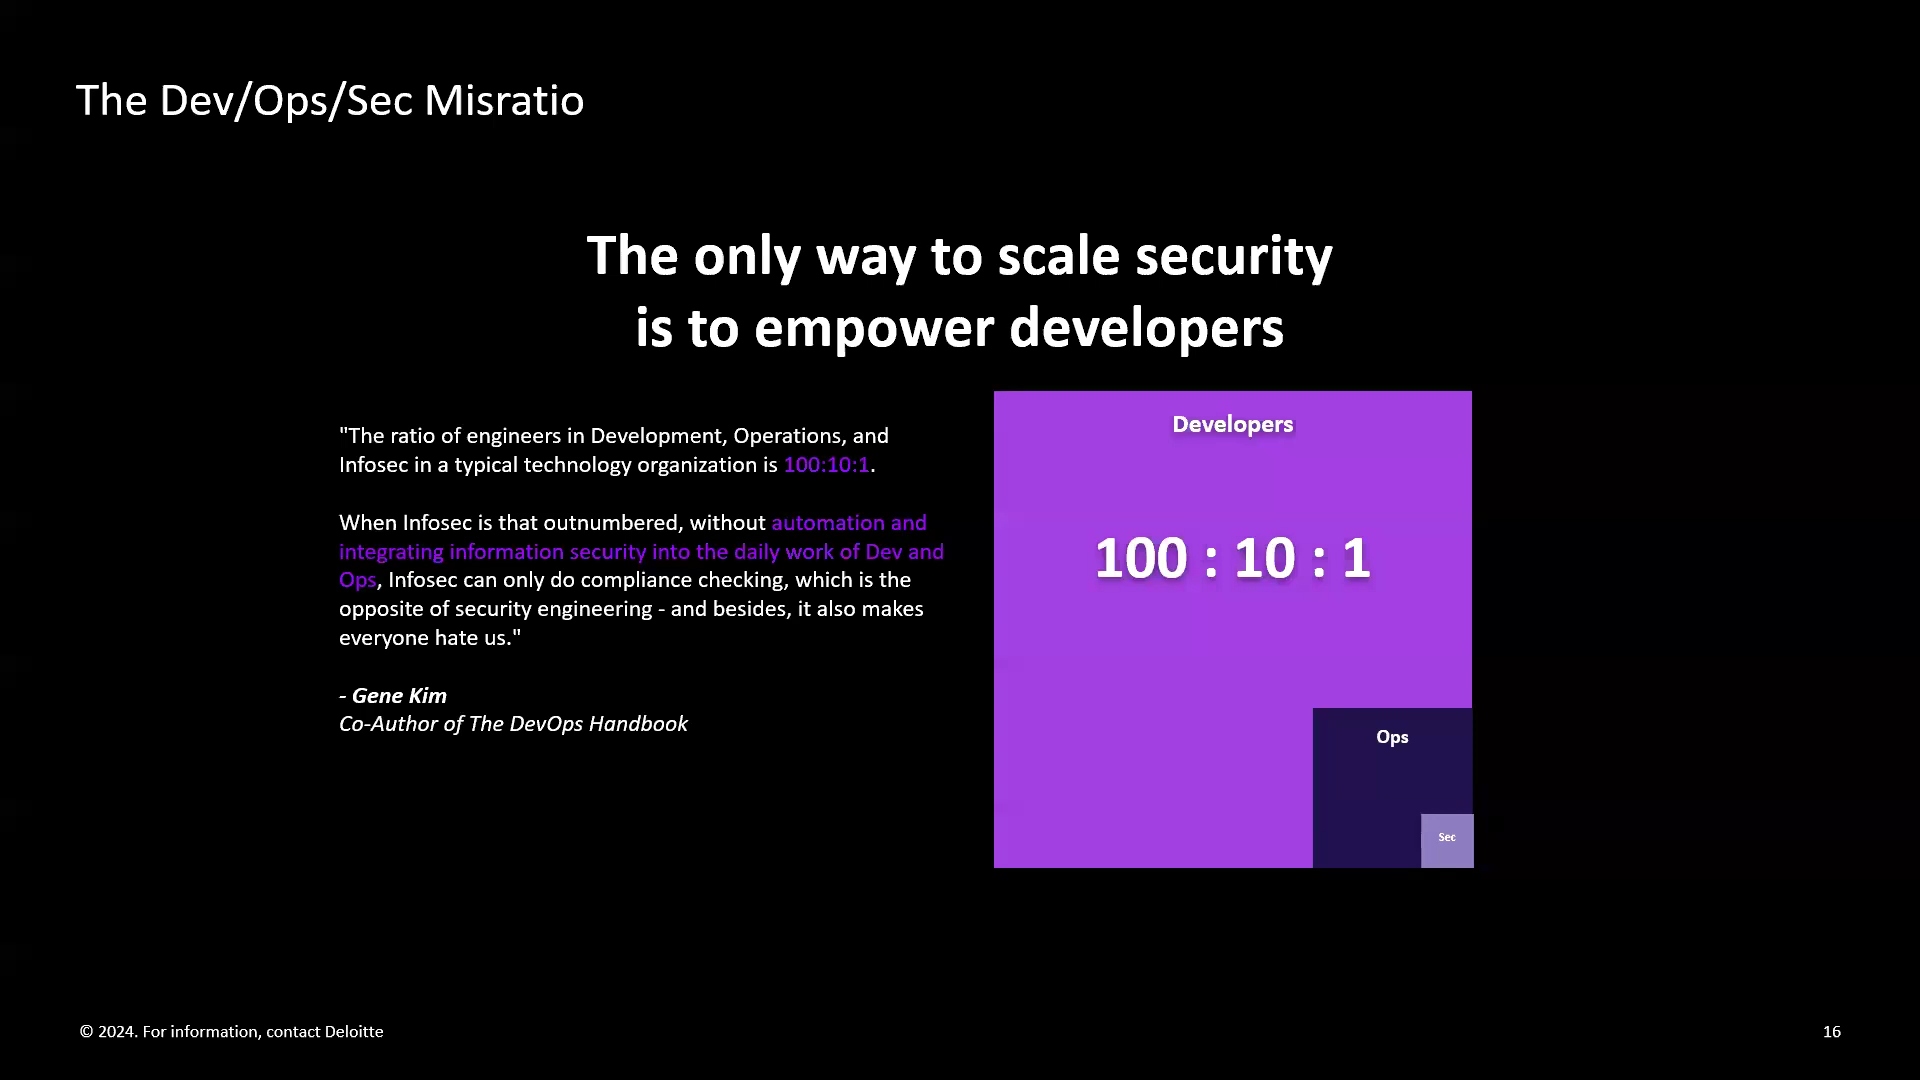 The Dev/Ops/Sec Misratio
The only way to scale security
is to empower developers
"The ratio of engineers in Development, Operations, and
Infosec in a typical technology organization is 100:10:1.
When Infosec is that outnumbered, without automation and
integrating information security into the daily work of Dev and
Ops, Infosec can only do compliance checking, which is the
opposite of security engineering - and besides, it also makes
everyone hate us."
- Gene Kim
Co-Author of The DevOps Handbook
Developers
100 : 10 : 1
Ops
Sec
© 2024. For information, contact Deloitte
16